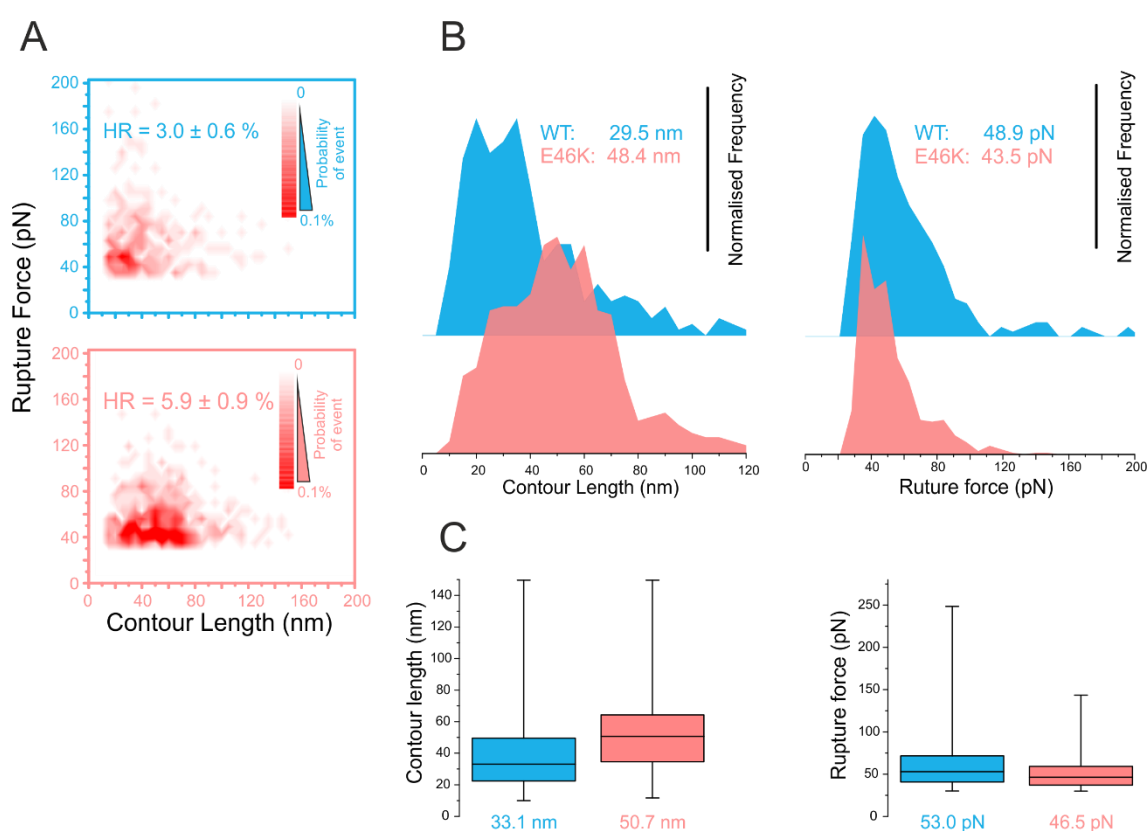 A
200
160
120
80
40
0
HR = 3.0 ± 0.6 %
0
Probability
of event
0.1%
200
160
120
80
40
0
HR = 5.9 ± 0.9 %
0
Probability
of event
0.1%
0 40 80 120 160 200
Rupture Force (pN)
Contour Length (nm)
B
WT: 29.5 nm
E46K: 48.4 nm
Normalised Frequency
0 20 40 60 80 100 120
Contour Length (nm)
WT: 48.9 pN
E46K: 43.5 pN
Normalised Frequency
0 40 80 120 160 200
Ruture force (pN)
C
Contour length (nm)
140
120
100
80
60
40
20
0
33.1 nm 50.7 nm
Rupture force (pN)
250
200
150
100
50
0
53.0 pN 46.5 pN